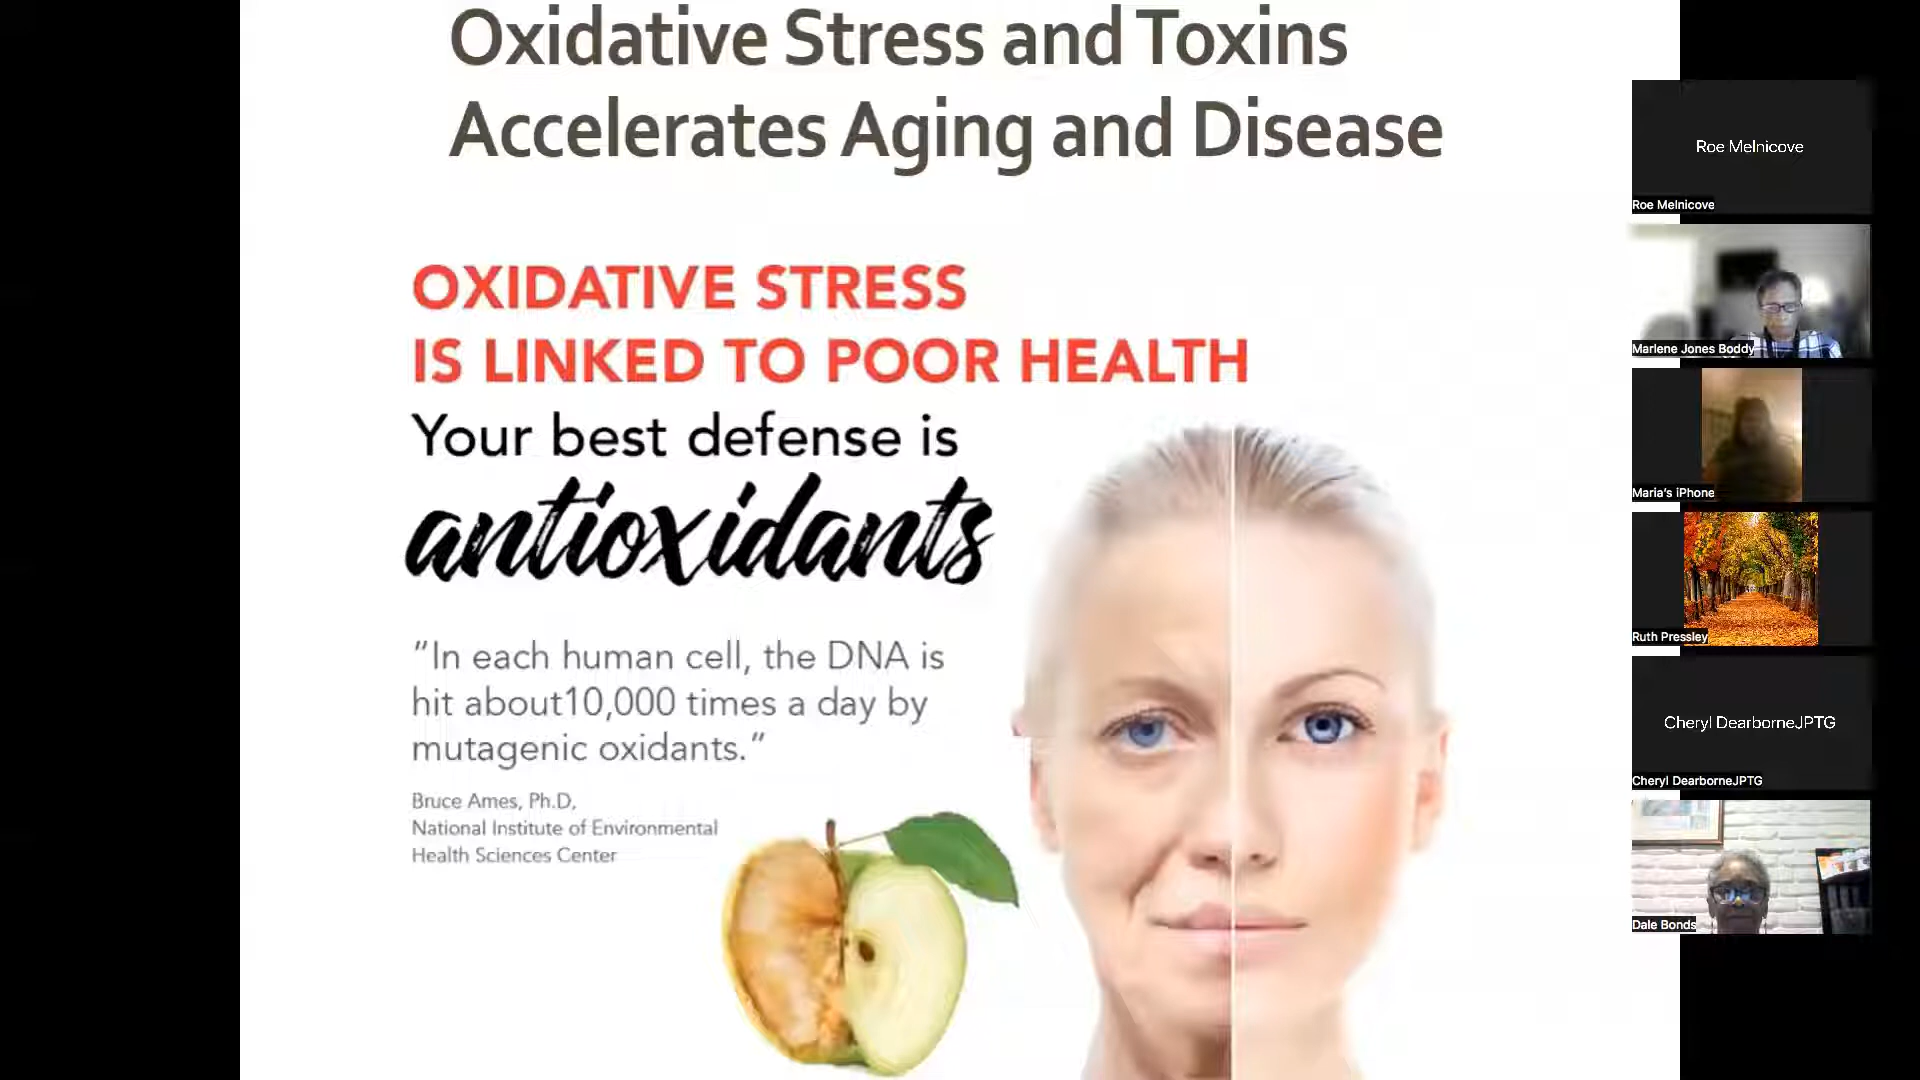 Oxidative Stress and Toxins
Accelerates Aging and Disease
OXIDATIVE STRESS
IS LINKED TO POOR HEALTH
Your best defense is
antioxidants
"In each human cell, the DNA is
hit about10,000 times a day by
mutagenic oxidants."
Bruce Ames, Ph.D,
National Institute of Environmental
Health Sciences Center
Roe Melnicove
Roe Melnicove
Marlene Jones Boddy
Maria's iPhone
Ruth Pressley
Cheryl DearborneJPTG
Cheryl DearborneJPTG
Dale Bonds